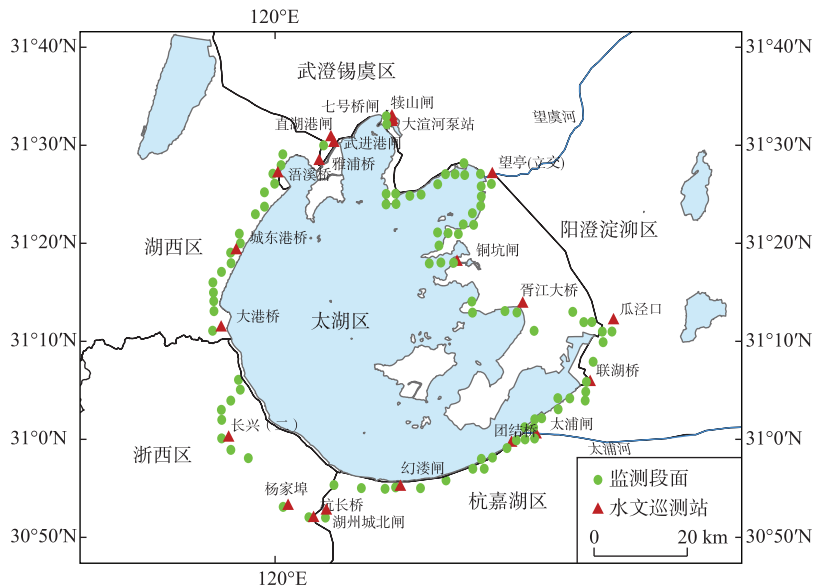 120°E
31°40′N
31°40′N
武澄锡虞区
七号桥闸
犊山闸
直湖港闸
大渲河泵站
望虞河
31°30′N
31°30′N
武进港闸
雅浦桥
望亭(立交)
浯溪桥
阳澄淀泖区
湖西区
城东港桥
31°20′N
31°20′N
铜坑闸
胥江大桥
瓜泾口
大港桥
太湖区
31°10′N
31°10′N
联湖桥
长兴（二）
团结桥
太浦闸
31°0′N
31°0′N
太浦河
浙西区
幻溇闸
杨家埠
杭长桥
杭嘉湖区
湖州城北闸
30°50′N
30°50′N
监测段面
水文巡测站
0
20 km
120°E